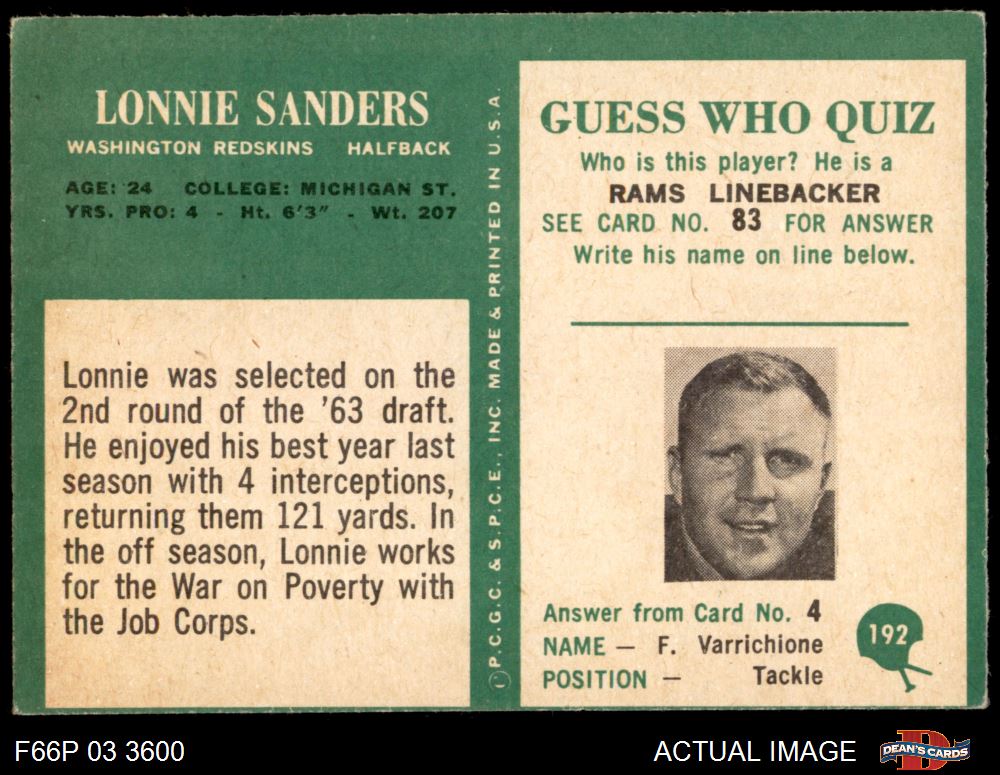 LONNIE SANDERS
WASHINGTON REDSKINS HALFBACK
AGE: 24 COLLEGE: MICHIGAN ST.
YRS. PRO: 4 - Ht. 6'3" - Wt. 207
Lonnie was selected on the
2nd round of the '63 draft.
He enjoyed his best year last
season with 4 interceptions,
returning them 121 yards. In
the off season, Lonnie works
for the War on Poverty with
the Job Corps.
© P.C.G.C. & S.P.C.E., INC. MADE & PRINTED IN U.S.A.
GUESS WHO QUIZ
Who is this player? He is a
RAMS LINEBACKER
SEE CARD NO. 83 FOR ANSWER
Write his name on line below.
Answer from Card No. 4
NAME — F. Varrichione
POSITION — Tackle
192
F66P 03 3600
ACTUAL IMAGE
DEAN'S CARDS